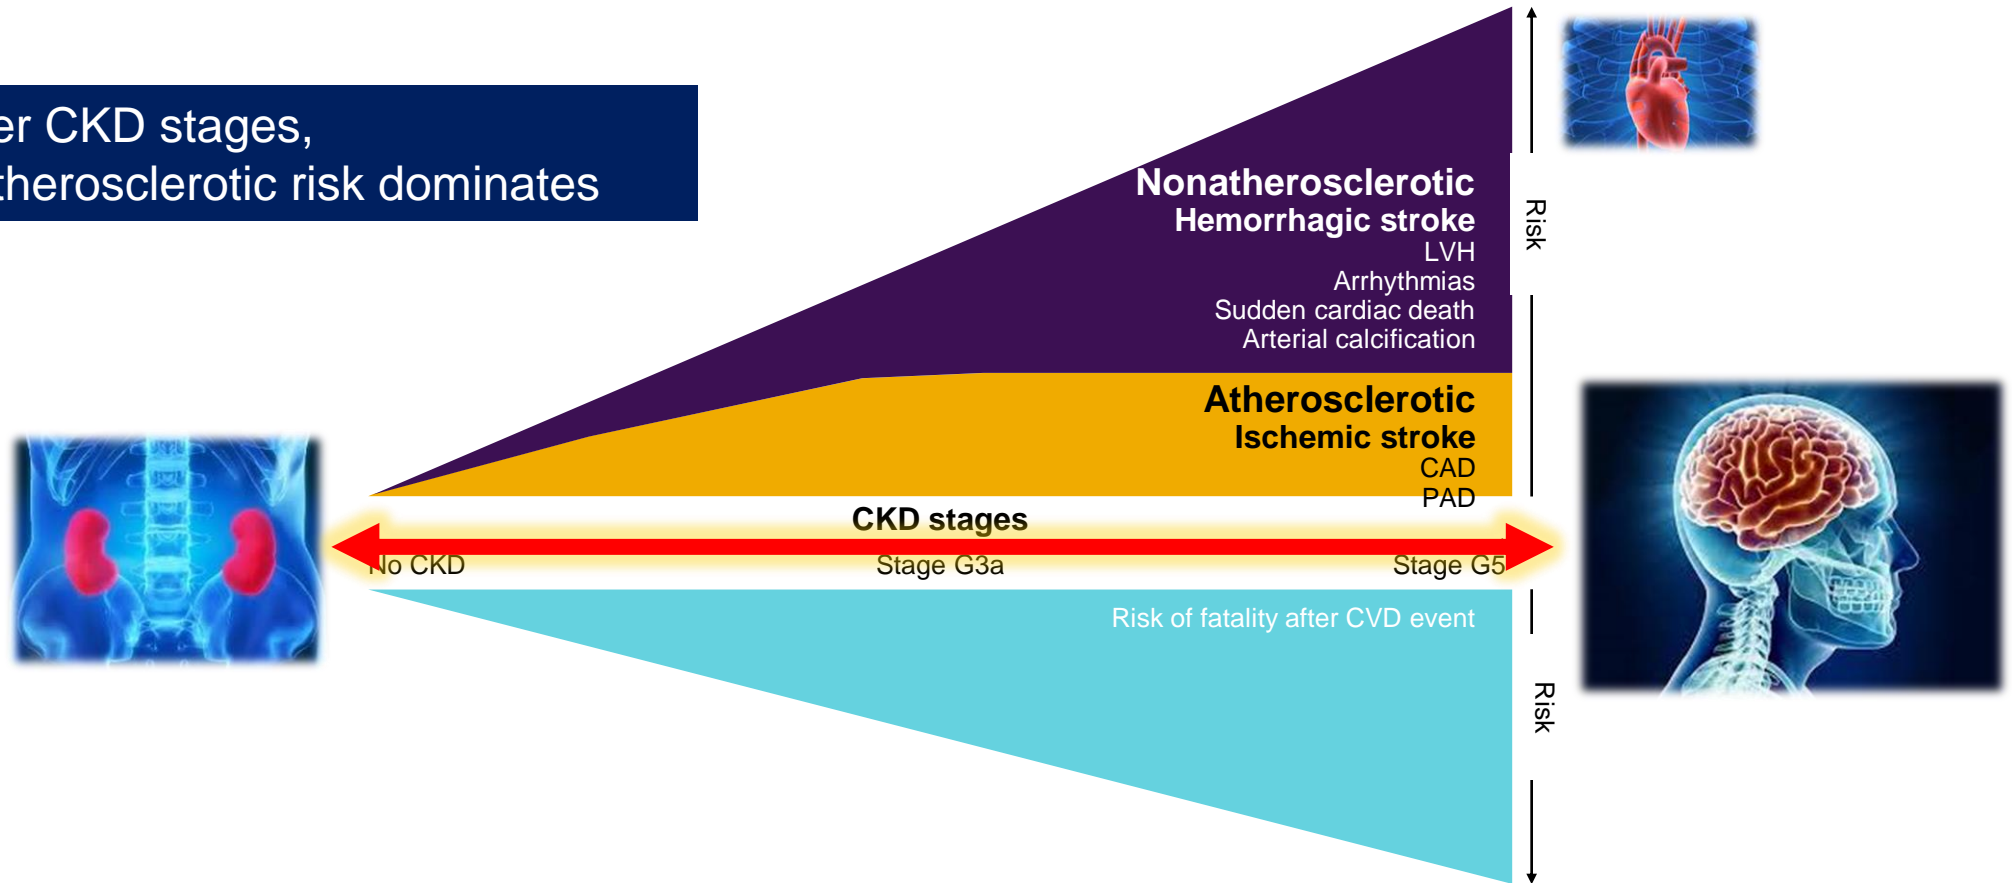 er CKD stages,
therosclerotic risk dominates
Nonatherosclerotic
Hemorrhagic stroke
LVH
Arrhythmias
Sudden cardiac death
Arterial calcification
Risk
Atherosclerotic
Ischemic stroke
CAD
PAD
CKD stages
No CKD Stage G3a Stage G5
Risk of fatality after CVD event
Risk